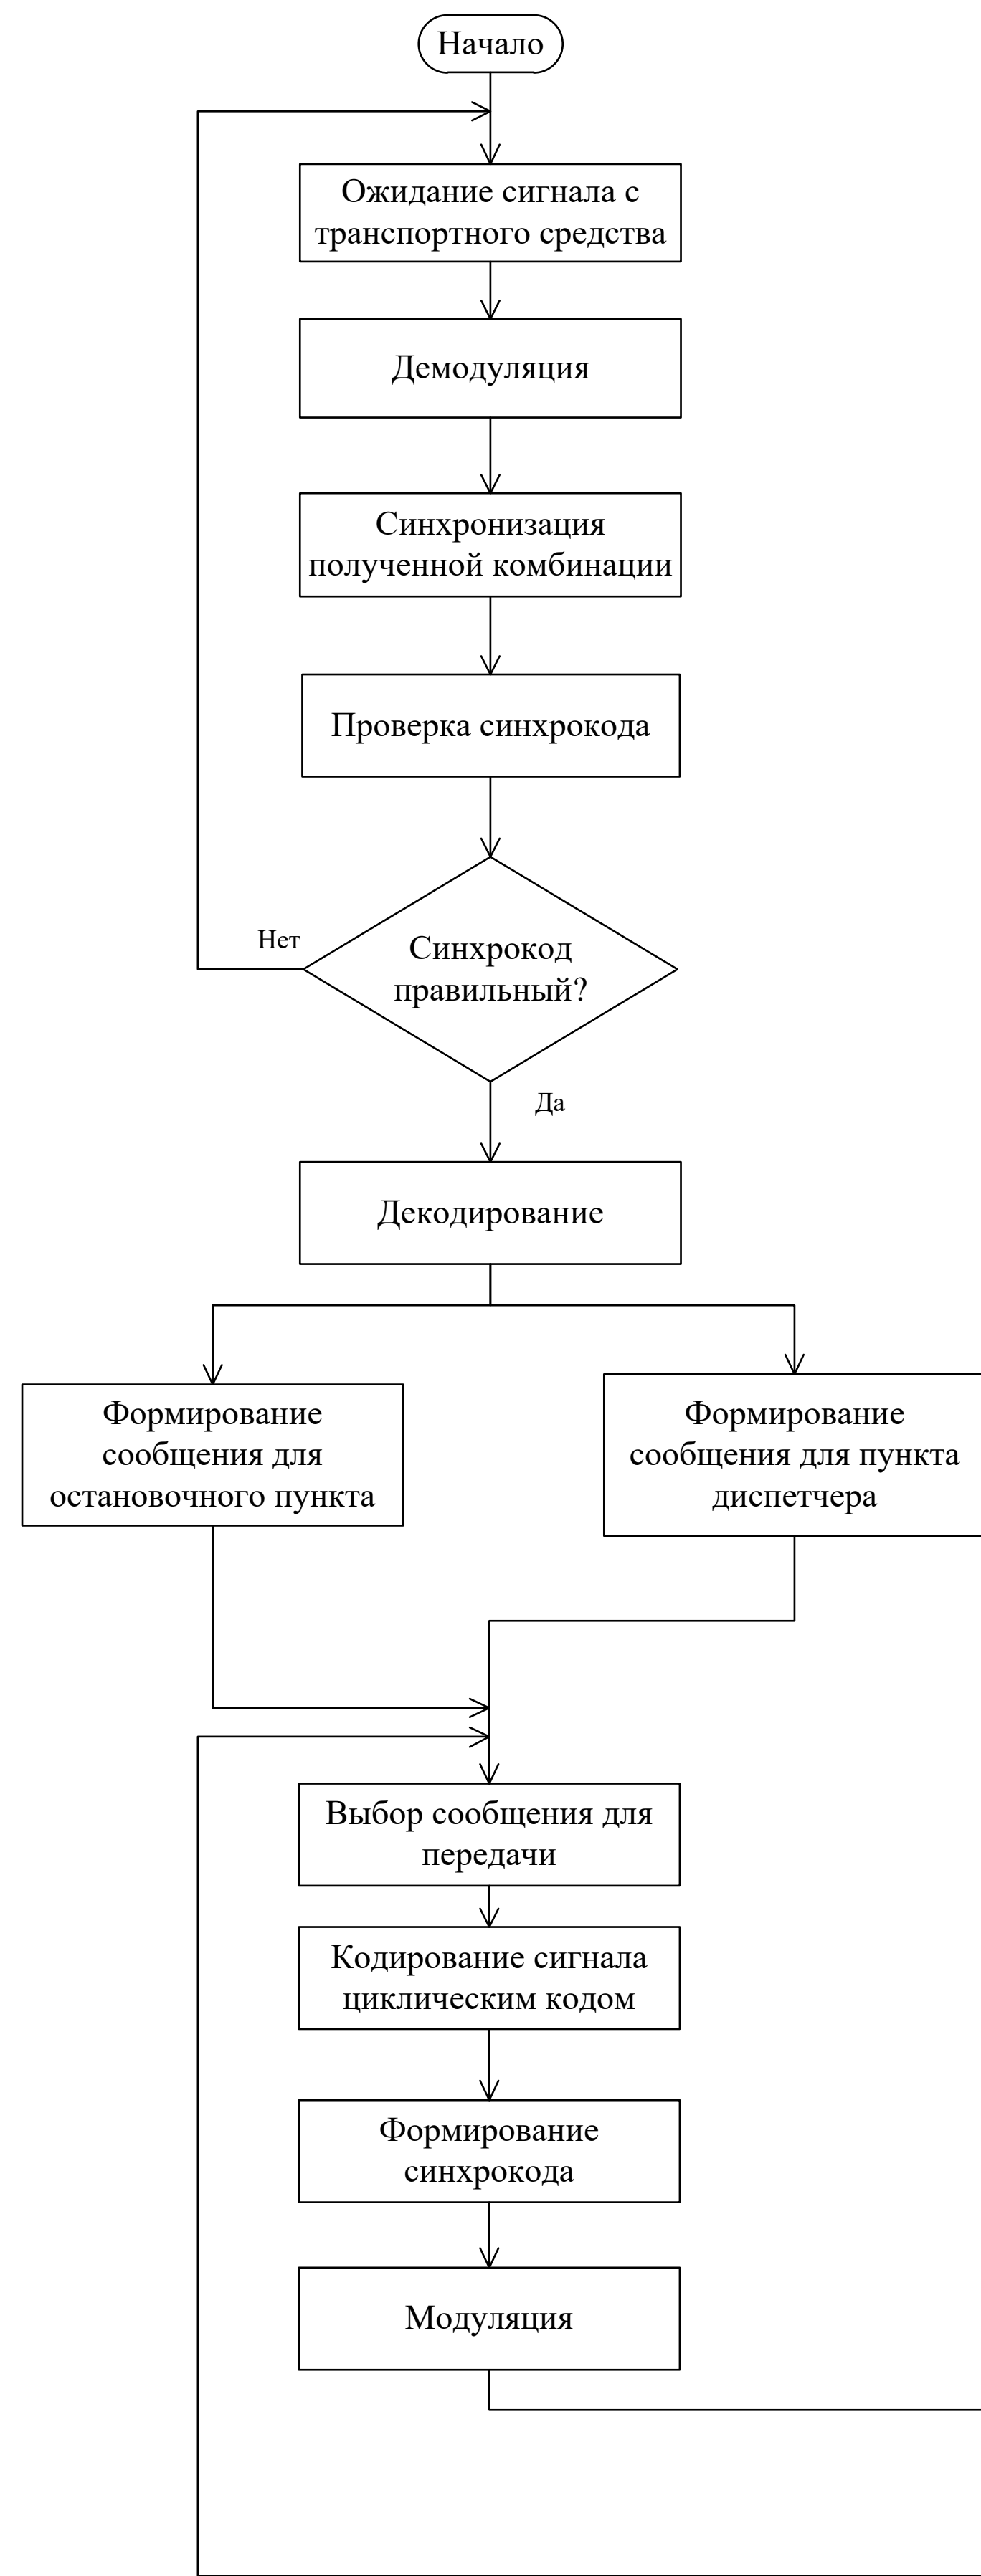 Начало
Ожидание сигнала с
транспортного средства
Демодуляция
Синхронизация
полученной комбинации
Проверка синхрокода
Нет
Синхрокод
правильный?
Да
Декодирование
Формирование
сообщения для
остановочного пункта
Формирование
сообщения для пункта
диспетчера
Выбор сообщения для
передачи
Кодирование сигнала
циклическим кодом
Формирование
синхрокода
Модуляция